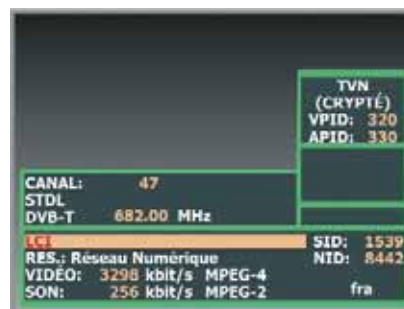 TVN
(CRYPTÉ)
VPID: 320
APID: 330
CANAL: 47
STDL
DVB-T 682.00 MHz
LCI
SID: 1539
RES.: Réseau Numérique
NID: 8442
VIDÉO: 3298 kbit/s MPEG-4
SON: 256 kbit/s MPEG-2
fra